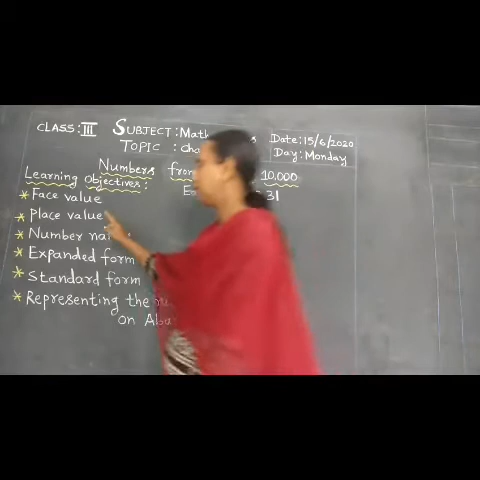 CLASS: III SUBJECT: Math Date: 15/6/2020
TOPIC : Day: Monday
Numbers from 10,000
Learning objectives: 31
* Face value
* Place value
* Number
* Expanded form
* Standard form
* Representing the
on